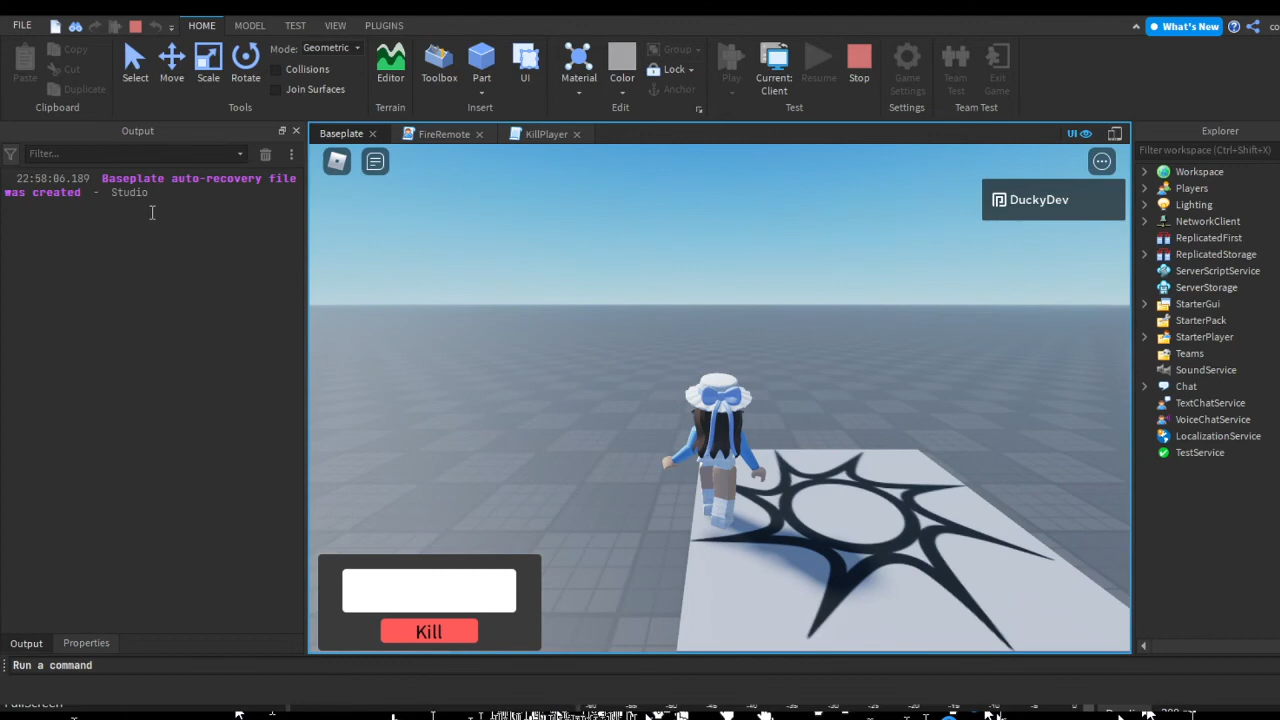 FILE HOME MODEL TEST VIEW PLUGINS What's New
Copy Cut Duplicate Paste Clipboard
Select Move Scale Rotate Mode: Geometric Collisions Join Surfaces Tools
Editor Terrain
Toolbox Part UI Insert
Material Color Group Lock Anchor Edit
Play Current: Client Resume Stop Test
Game Settings Settings
Team Test Exit Game Team Test
Output
Filter...
22:58:06.189 Baseplate auto-recovery file
was created - Studio
Baseplate FireRemote KillPlayer UI
DuckyDev
Kill
Explorer
Filter workspace (Ctrl+Shift+X)
Workspace
Players
Lighting
NetworkClient
ReplicatedFirst
ReplicatedStorage
ServerScriptService
ServerStorage
StarterGui
StarterPack
StarterPlayer
Teams
SoundService
Chat
TextChatService
VoiceChatService
LocalizationService
TestService
Output Properties
Run a command